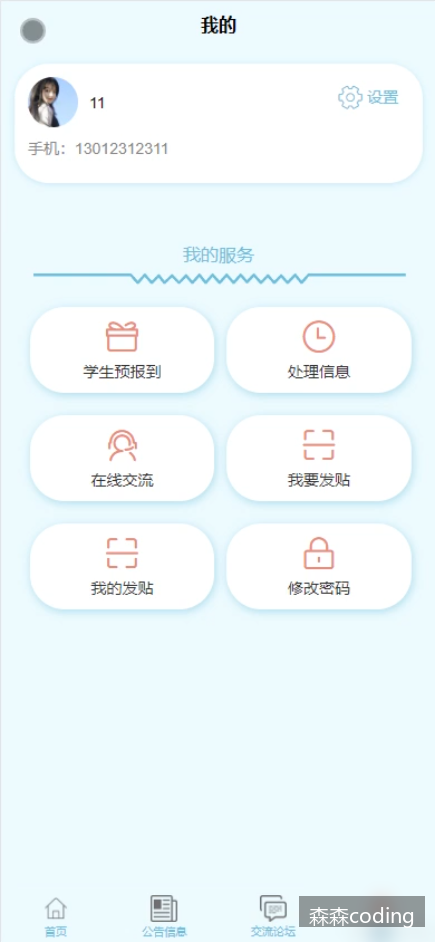 我的
11
设置
手机：13012312311
我的服务
学生预报到
处理信息
在线交流
我要发贴
我的发贴
修改密码
首页
公告信息
交流论坛
森森coding